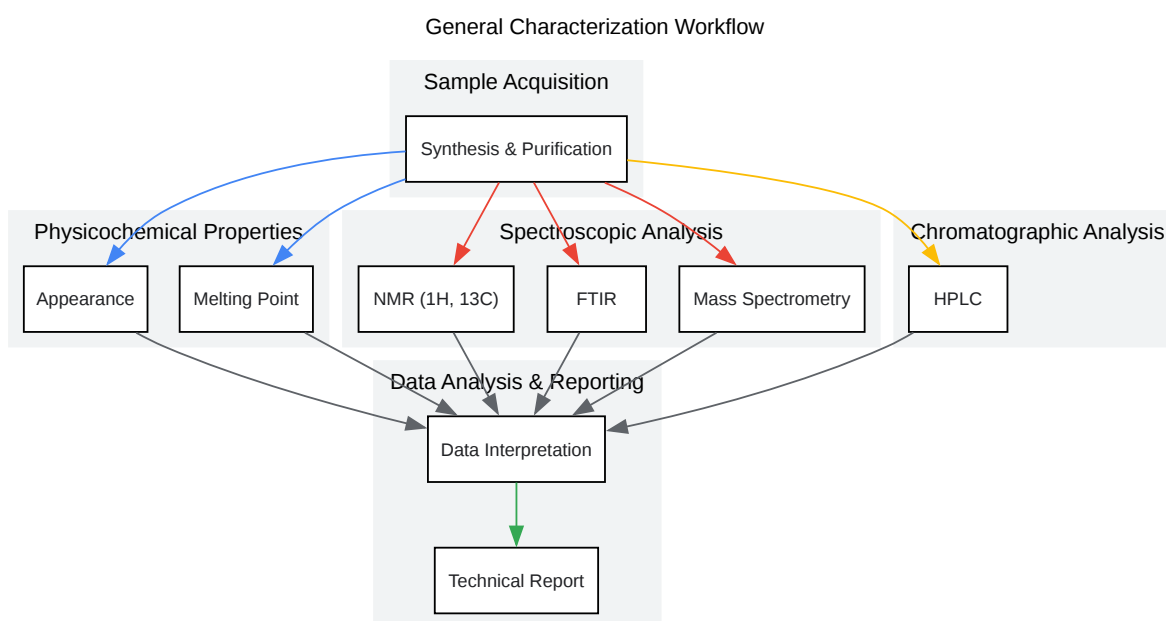 General Characterization Workflow
Sample Acquisition
Synthesis & Purification
Physicochemical Properties
Spectroscopic Analysis
Chromatographic Analysis
Appearance
Melting Point
NMR (1H, 13C)
FTIR
Mass Spectrometry
HPLC
Data Analysis & Reporting
Data Interpretation
Technical Report